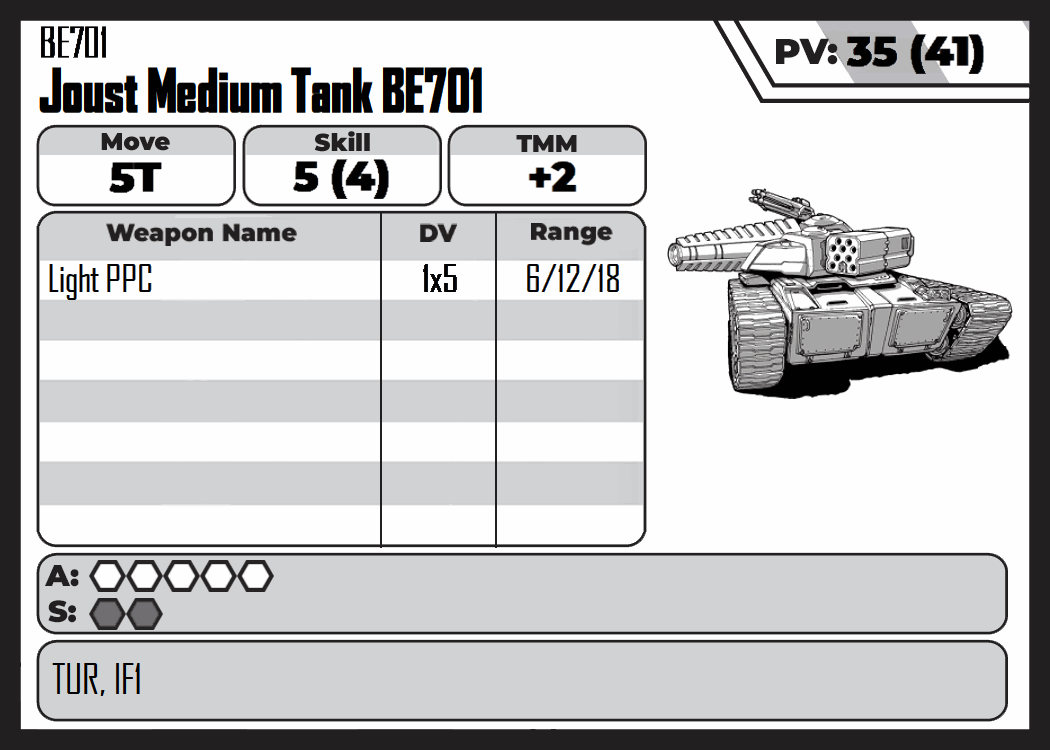 BE701
Joust Medium Tank BE701
PV: 35 (41)
Move
5T
Skill
5 (4)
TMM
+2
Weapon Name DV Range
Light PPC 1x5 6/12/18
A:
S:
TUR, IF1